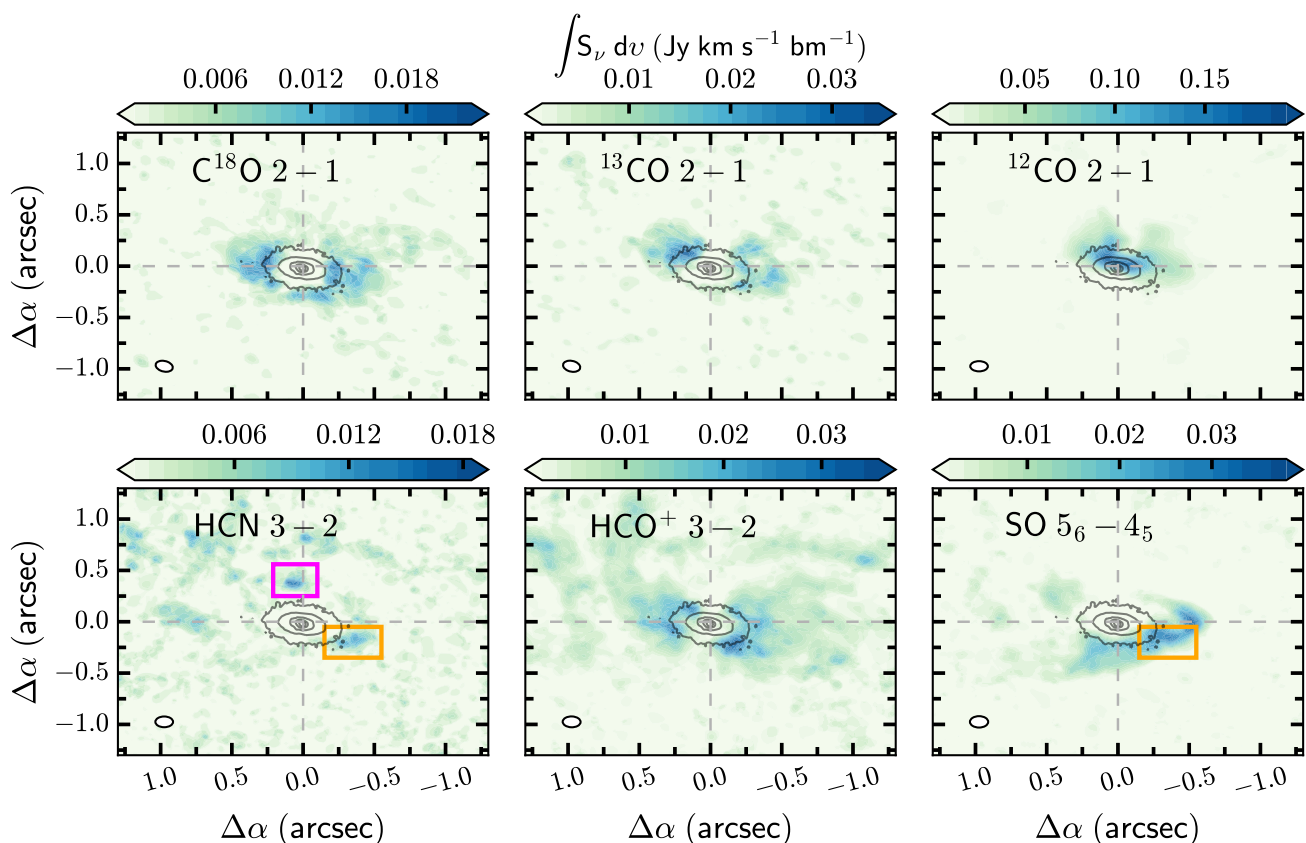 ∫S_ν dv (Jy km s⁻¹ bm⁻¹)
0.006 0.012 0.018
0.01 0.02 0.03
0.05 0.10 0.15
C¹⁸O 2 − 1
¹³CO 2 − 1
¹²CO 2 − 1
1.0
0.5
0.0
−0.5
−1.0
Δα (arcsec)
0.006 0.012 0.018
0.01 0.02 0.03
0.01 0.02 0.03
HCN 3 − 2
HCO⁺ 3 − 2
SO 5₆ − 4₅
1.0
0.5
0.0
−0.5
−1.0
Δα (arcsec)
1.0 0.5 0.0 −0.5 −1.0
1.0 0.5 0.0 −0.5 −1.0
1.0 0.5 0.0 −0.5 −1.0
Δα (arcsec)
Δα (arcsec)
Δα (arcsec)